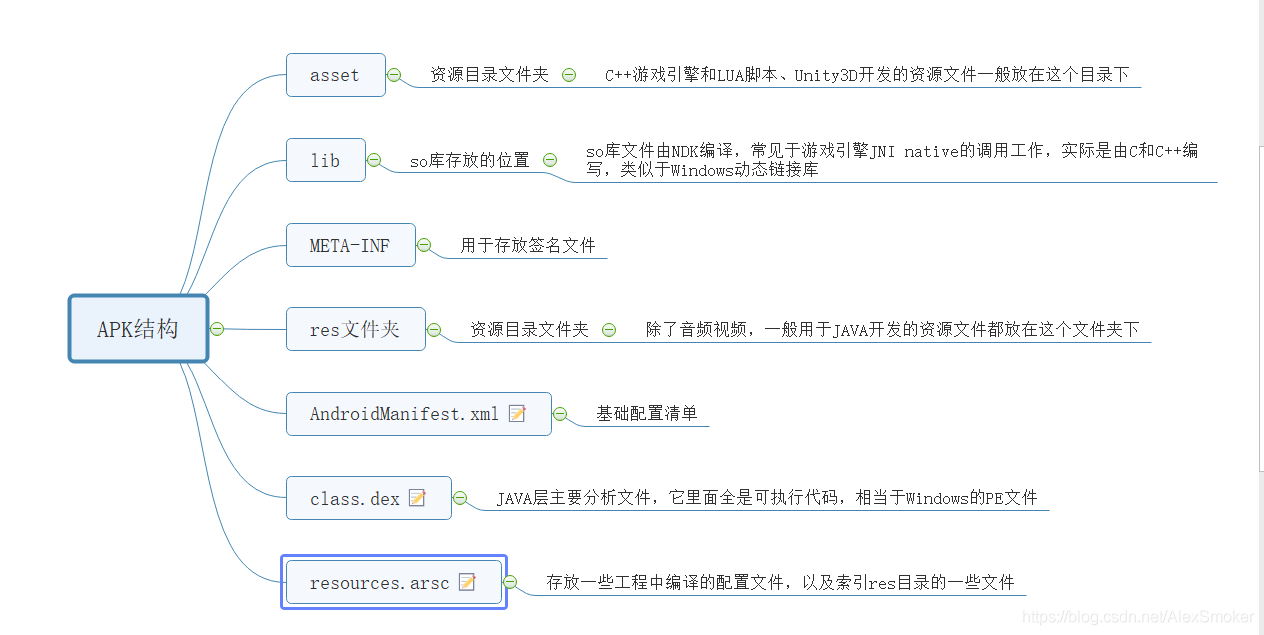 APK结构
asset
资源目录文件夹
C++游戏引擎和LUA脚本、Unity3D开发的资源文件一般放在这个目录下
lib
so库存放的位置
so库文件由NDK编译，常见于游戏引擎JNI native的调用工作，实际是由C和C++编
写，类似于Windows动态链接库
META-INF
用于存放签名文件
res文件夹
资源目录文件夹
除了音频视频，一般用于JAVA开发的资源文件都放在这个文件夹下
AndroidManifest.xml
基础配置清单
class.dex
JAVA层主要分析文件，它里面全是可执行代码，相当于Windows的PE文件
resources.arsc
存放一些工程中编译的配置文件，以及索引res目录的一些文件
https://blog.csdn.net/AlexSmoker